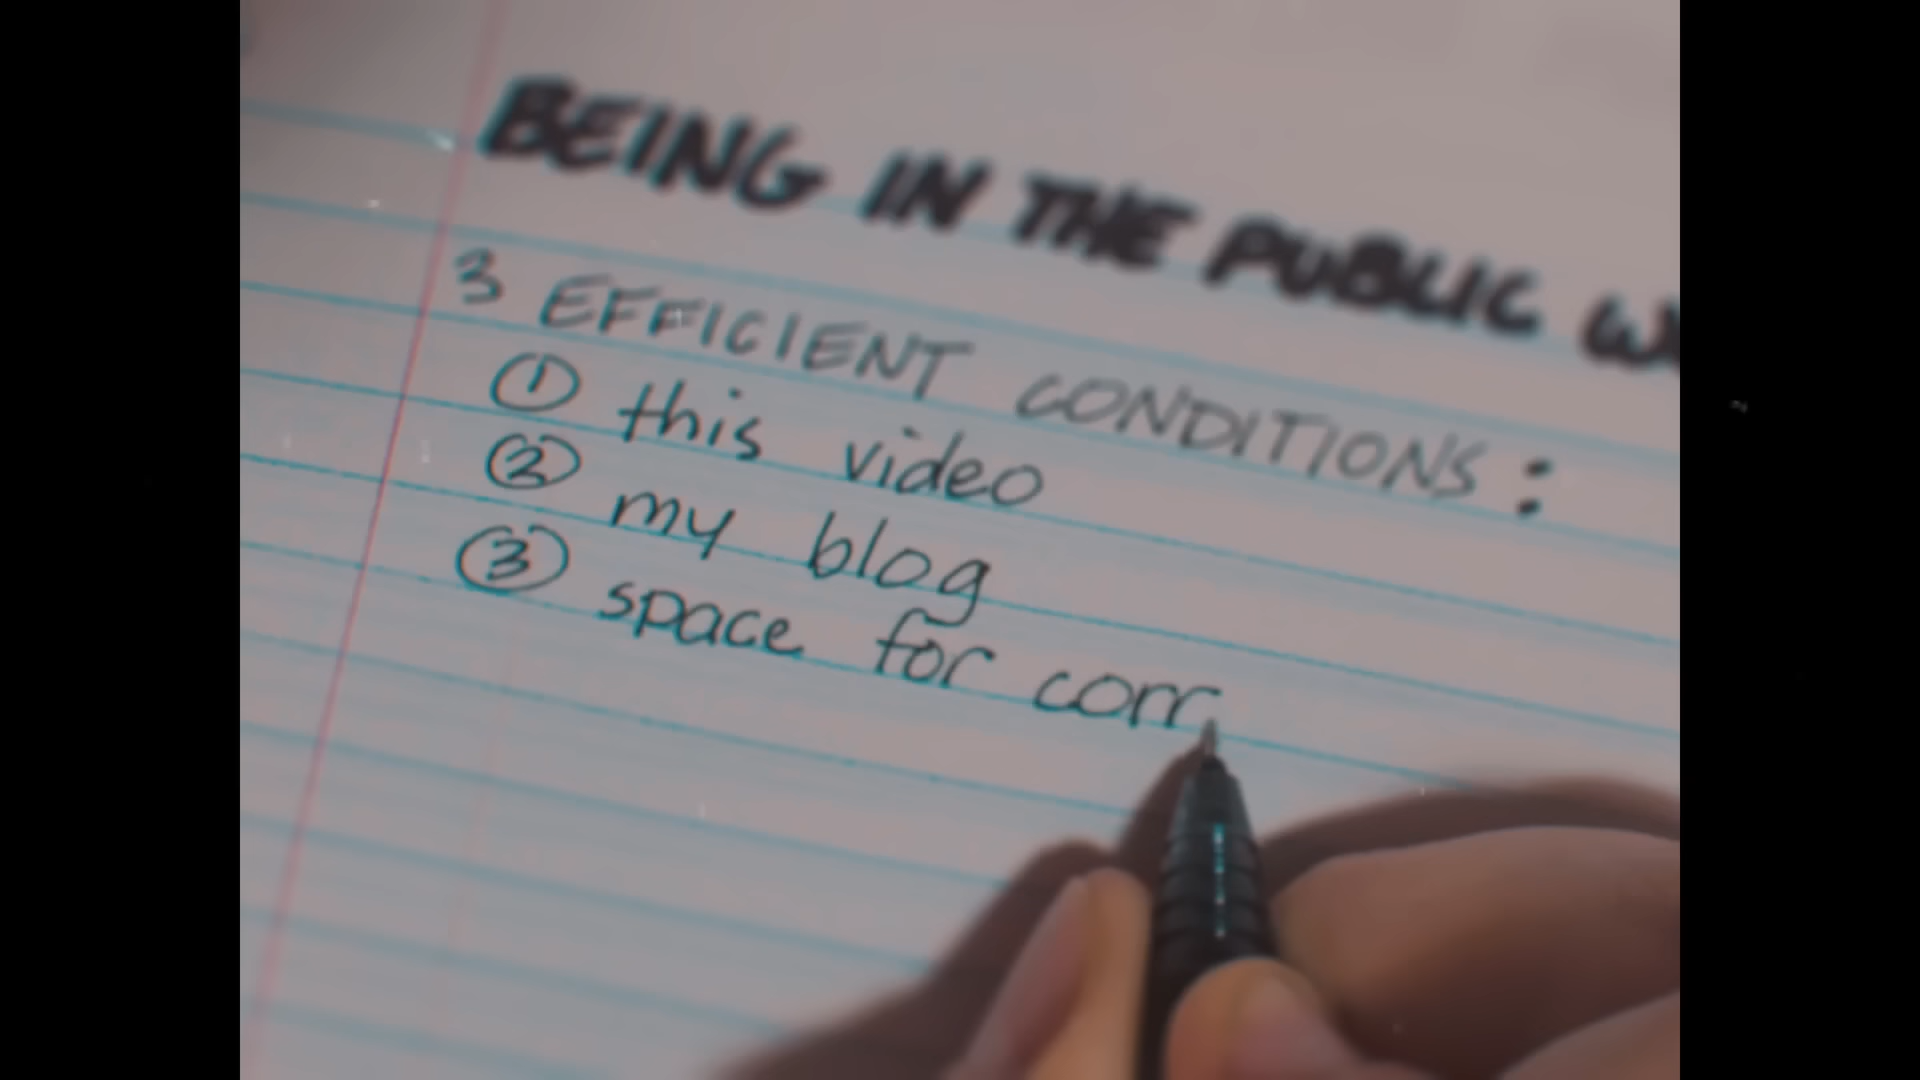 BEING IN THE PUBLIC
3 EFFICIENT CONDITIONS:
① this video
② my blog
③ space for corr